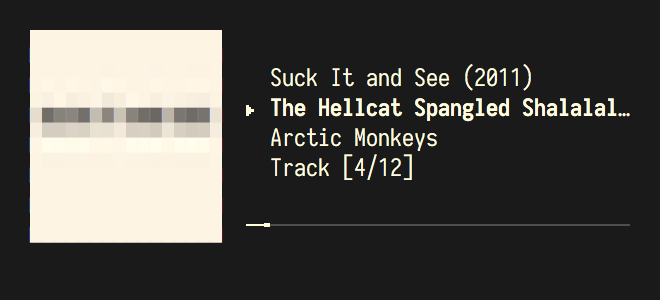 Suck It and See (2011)
The Hellcat Spangled Shalalal…
Arctic Monkeys
Track [4/12]